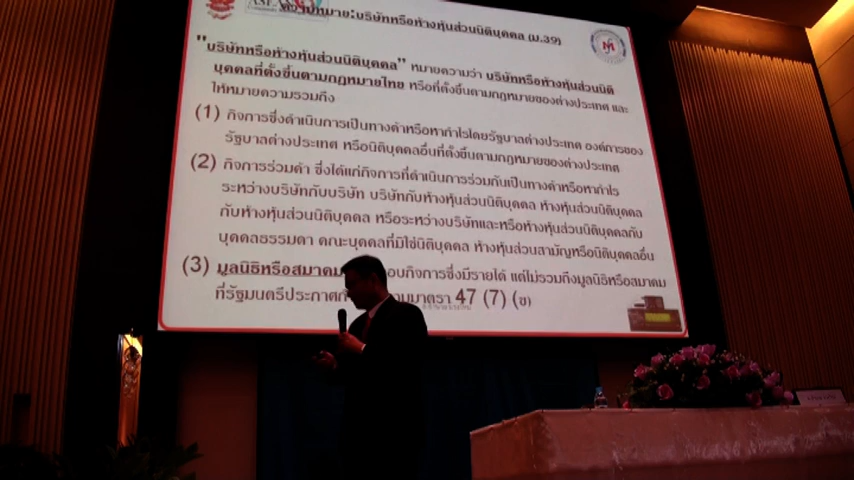 ความหมาย:บริษัทหรือห้างหุ้นส่วนนิติบุคคล (ม.39)
"บริษัทหรือห้างหุ้นส่วนนิติบุคคล" หมายความว่า บริษัทหรือห้างหุ้นส่วนนิติ
บุคคลที่ตั้งขึ้นตามกฎหมายไทย หรือที่ตั้งขึ้นตามกฎหมายของต่างประเทศ และ
ให้หมายความรวมถึง
(1) กิจการซึ่งดำเนินการเป็นทางค้าหรือหากำไรโดยรัฐบาลต่างประเทศ องค์การของ
รัฐบาลต่างประเทศ หรือนิติบุคคลอื่นที่ตั้งขึ้นตามกฎหมายของต่างประเทศ
(2) กิจการร่วมค้า ซึ่งได้แก่กิจการที่ดำเนินการร่วมกันเป็นทางค้าหรือหากำไร
ระหว่างบริษัทกับบริษัท บริษัทกับห้างหุ้นส่วนนิติบุคคล ห้างหุ้นส่วนนิติบุคคล
กับห้างหุ้นส่วนนิติบุคคล หรือระหว่างบริษัทและหรือห้างหุ้นส่วนนิติบุคคลกับ
บุคคลธรรมดา คณะบุคคลที่มิใช่นิติบุคคล ห้างหุ้นส่วนสามัญหรือนิติบุคคลอื่น
(3) มูลนิธิหรือสมาคม อบกิจการซึ่งมีรายได้ แต่ไม่รวมถึงมูลนิธิหรือสมาคม
ที่รัฐมนตรีประกาศกำ ามมาตรา 47 (7) (ข)